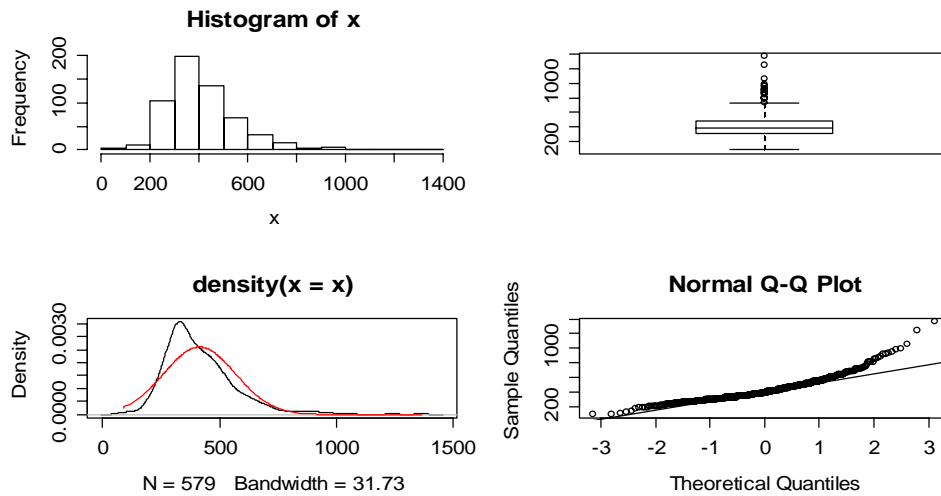 Histogram of x
Frequency
0 100 200
0 200 600 1000 1400
x
200 1000
density(x = x)
Density
0.0000 0.0030
0 500 1000 1500
N = 579 Bandwidth = 31.73
Normal Q-Q Plot
Sample Quantiles
200 1000
-3 -2 -1 0 1 2 3
Theoretical Quantiles